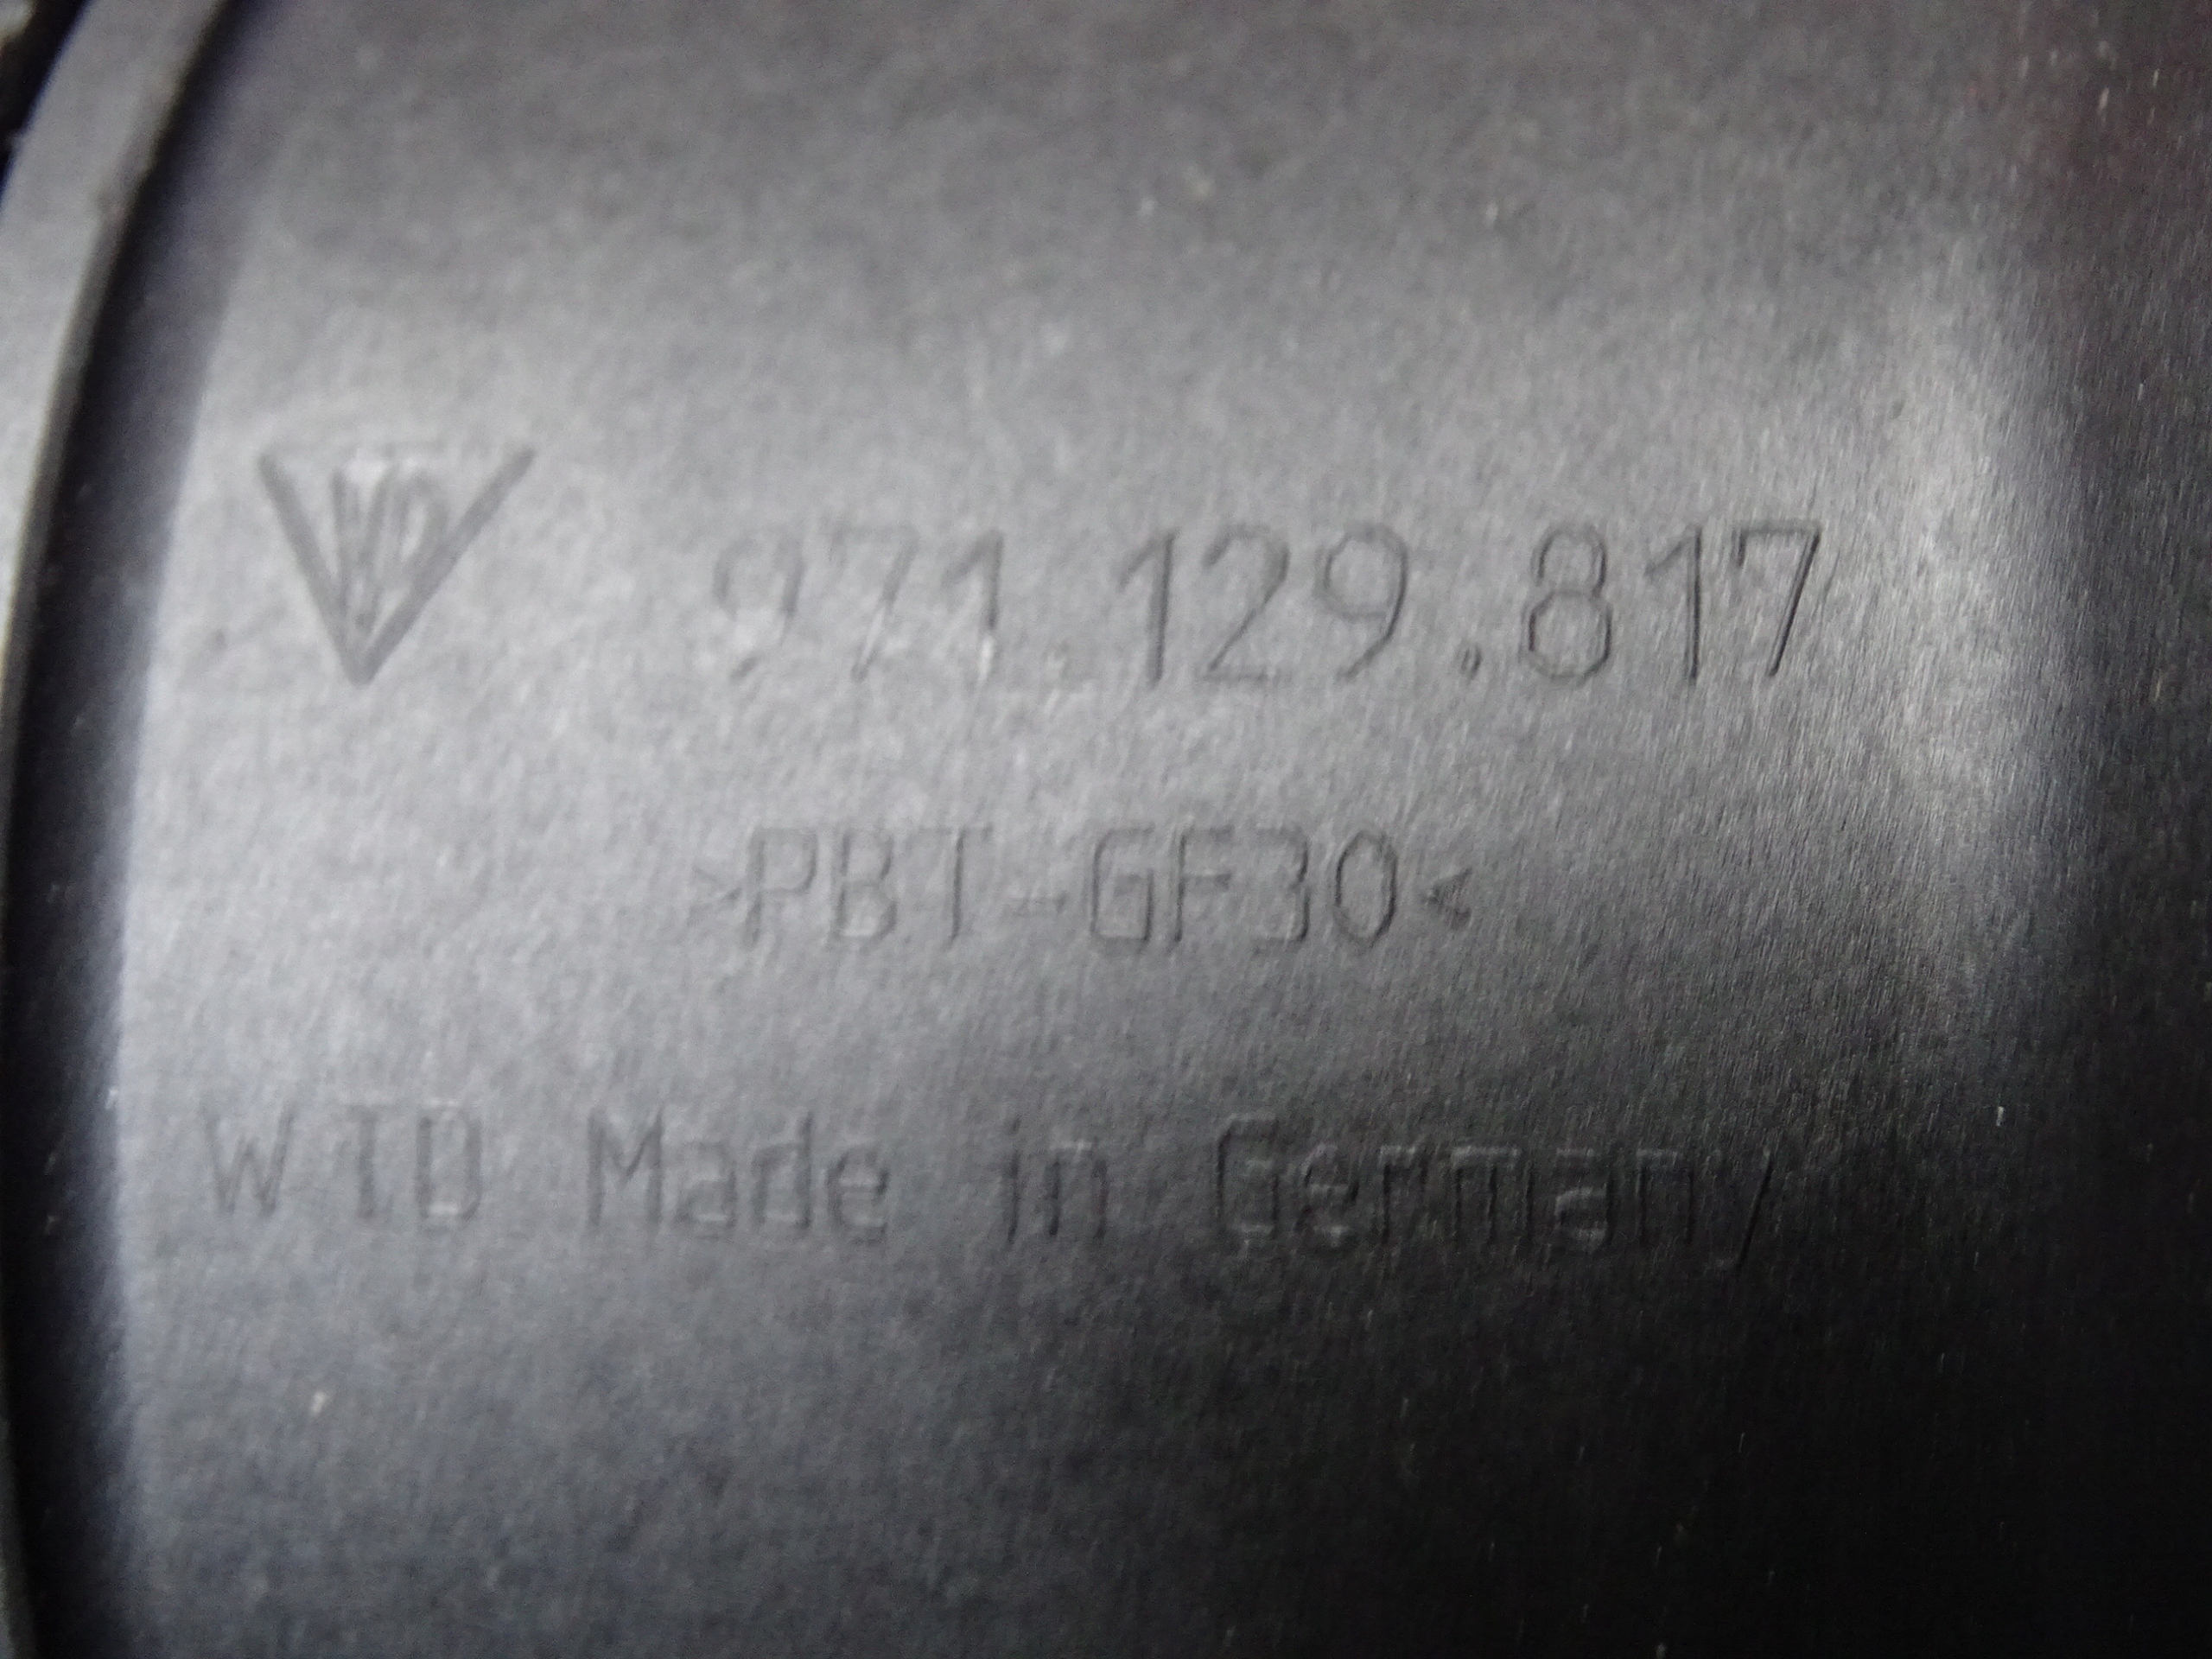 971.129.817
>PBT-GF30<
WTD Made in Germany